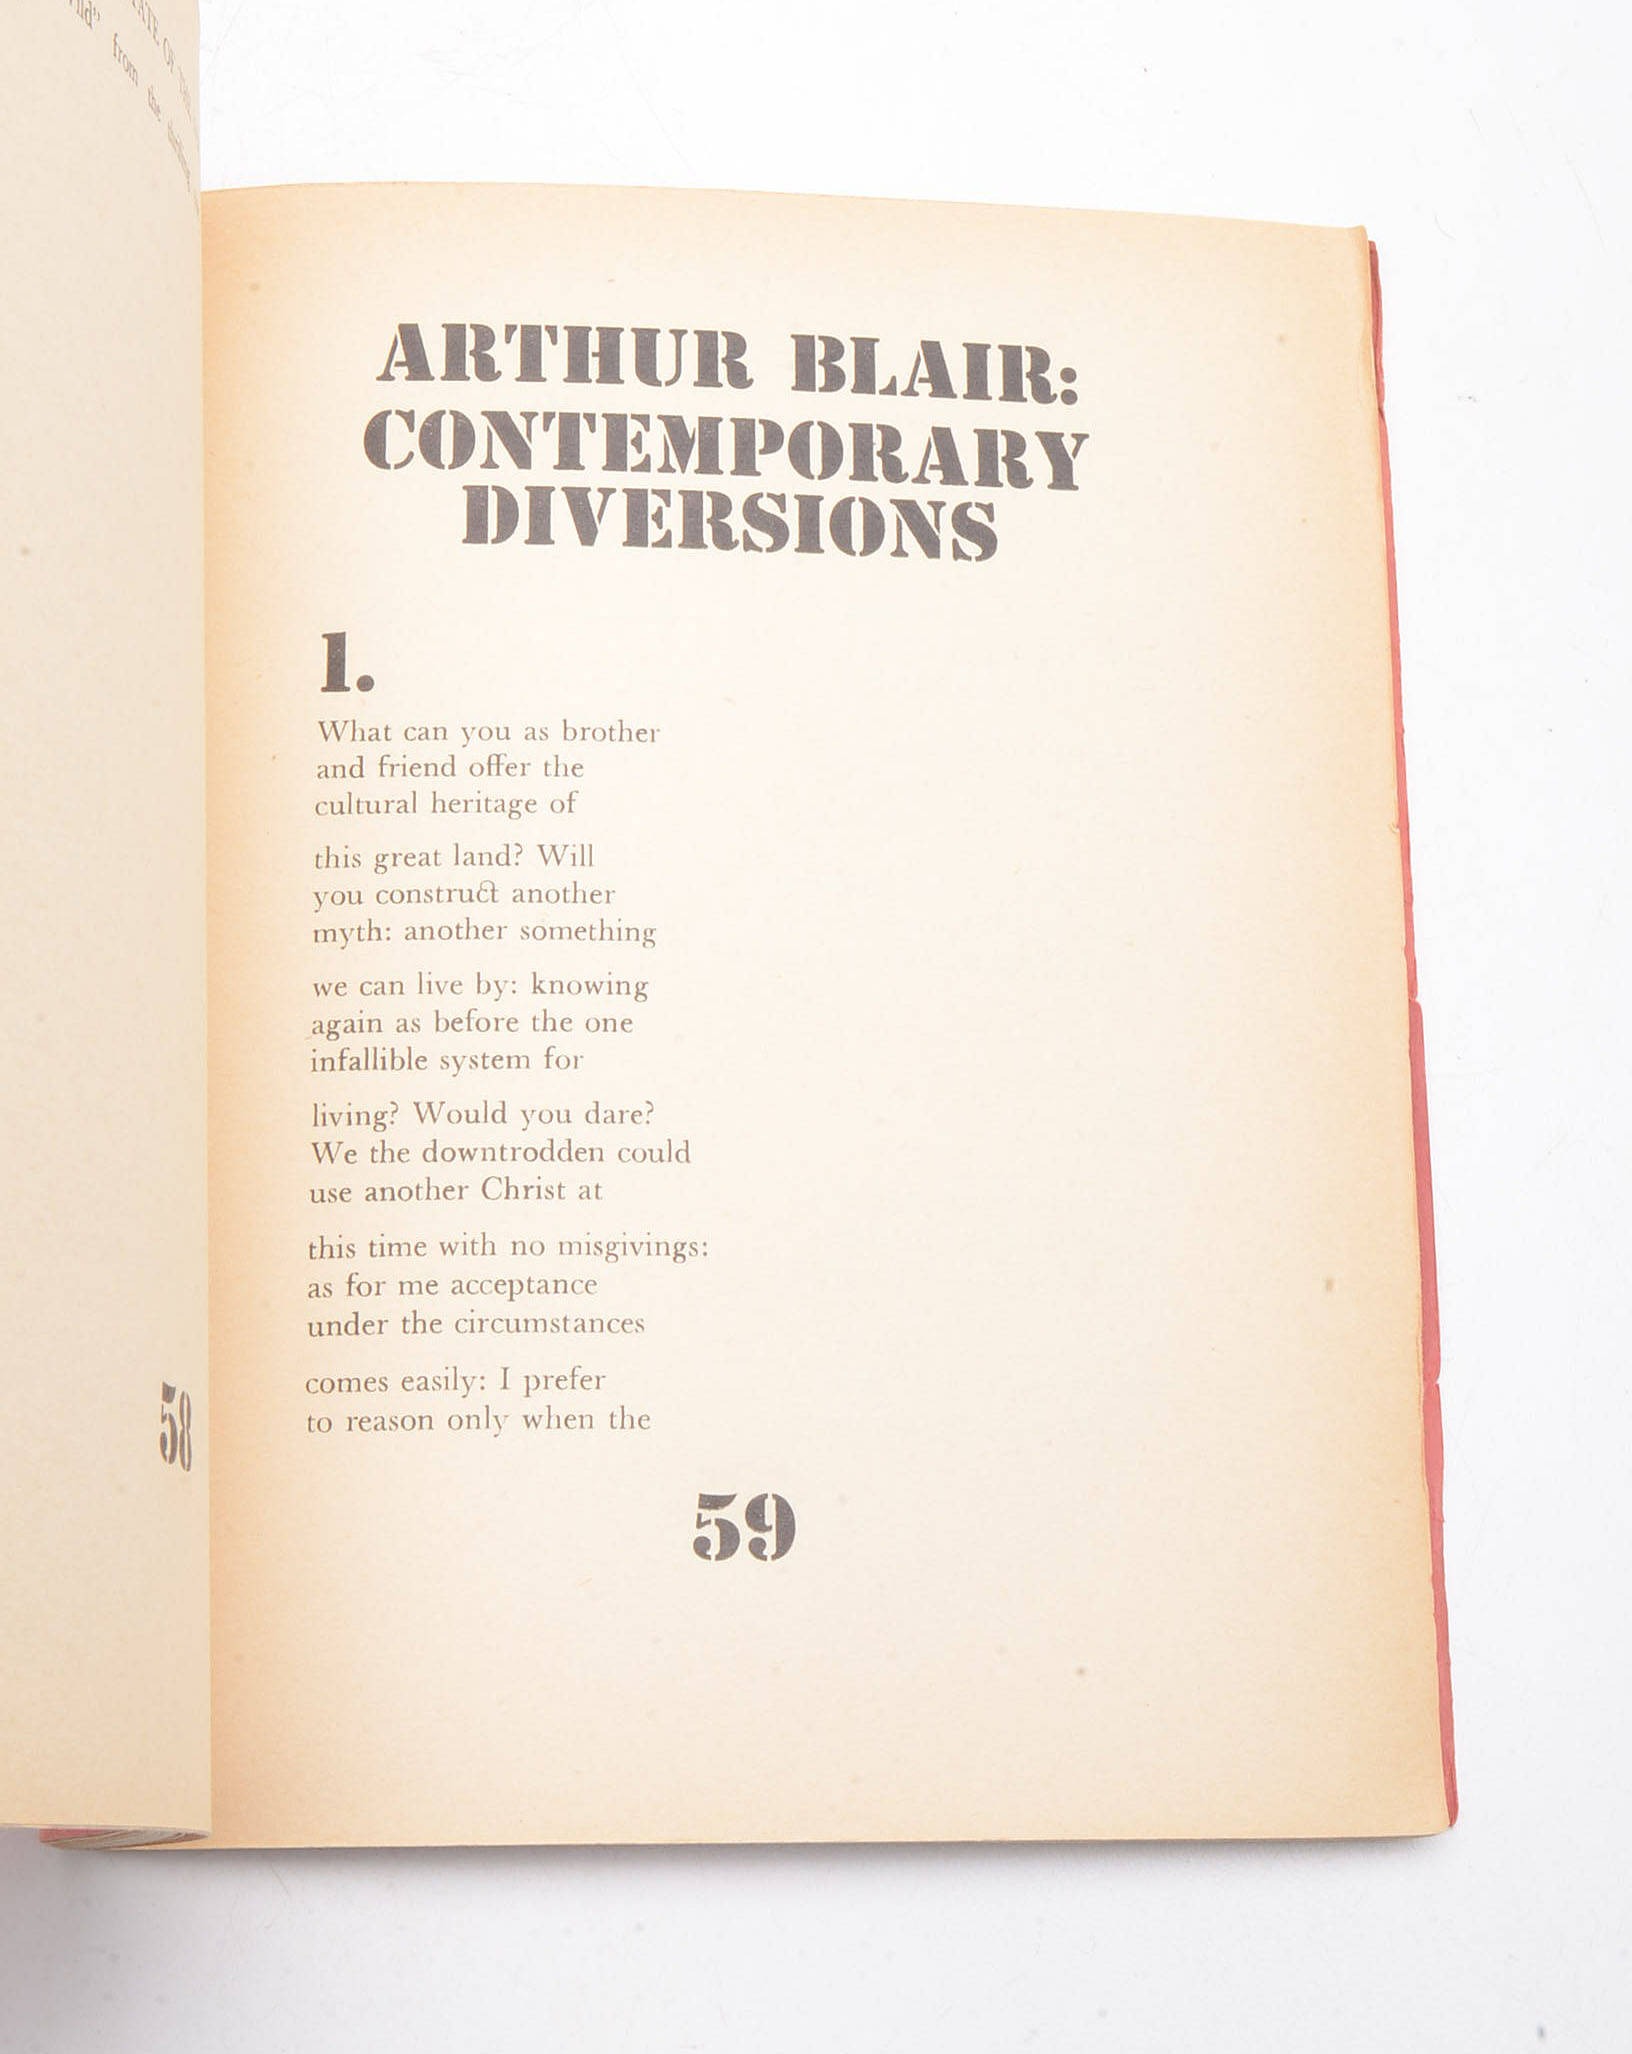 from the
58
ARTHUR BLAIR:
CONTEMPORARY
DIVERSIONS
1.
What can you as brother
and friend offer the
cultural heritage of
this great land? Will
you construct another
myth: another something
we can live by: knowing
again as before the one
infallible system for
living? Would you dare?
We the downtrodden could
use another Christ at
this time with no misgivings:
as for me acceptance
under the circumstances
comes easily: I prefer
to reason only when the
59